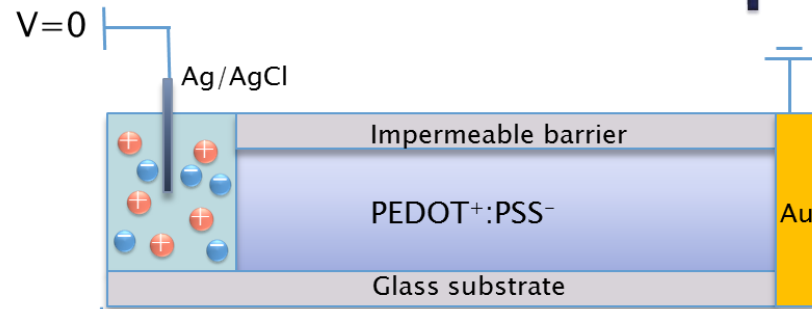 V=0
Ag/AgCl
Impermeable barrier
PEDOT⁺:PSS⁻
Au
Glass substrate